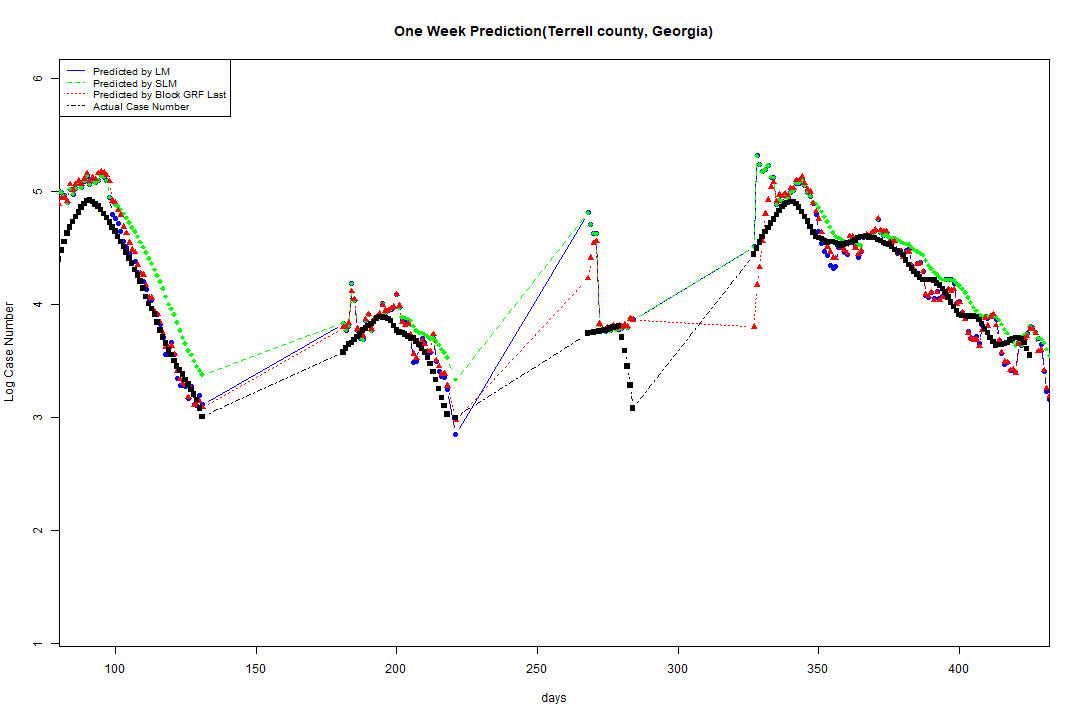 One Week Prediction(Terrell county, Georgia)
Predicted by LM
Predicted by SLM
Predicted by Block GRF Last
Actual Case Number
Log Case Number
6
5
4
3
2
1
100 150 200 250 300 350 400
days